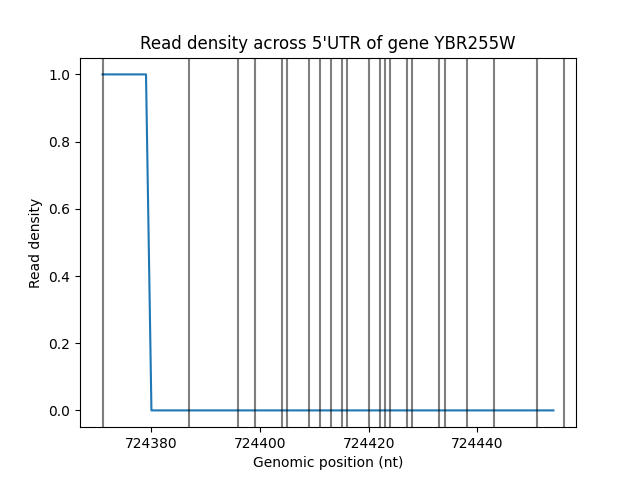 Read density across 5'UTR of gene YBR255W
1.0
0.8
0.6
0.4
0.2
0.0
Read density
724380 724400 724420 724440
Genomic position (nt)